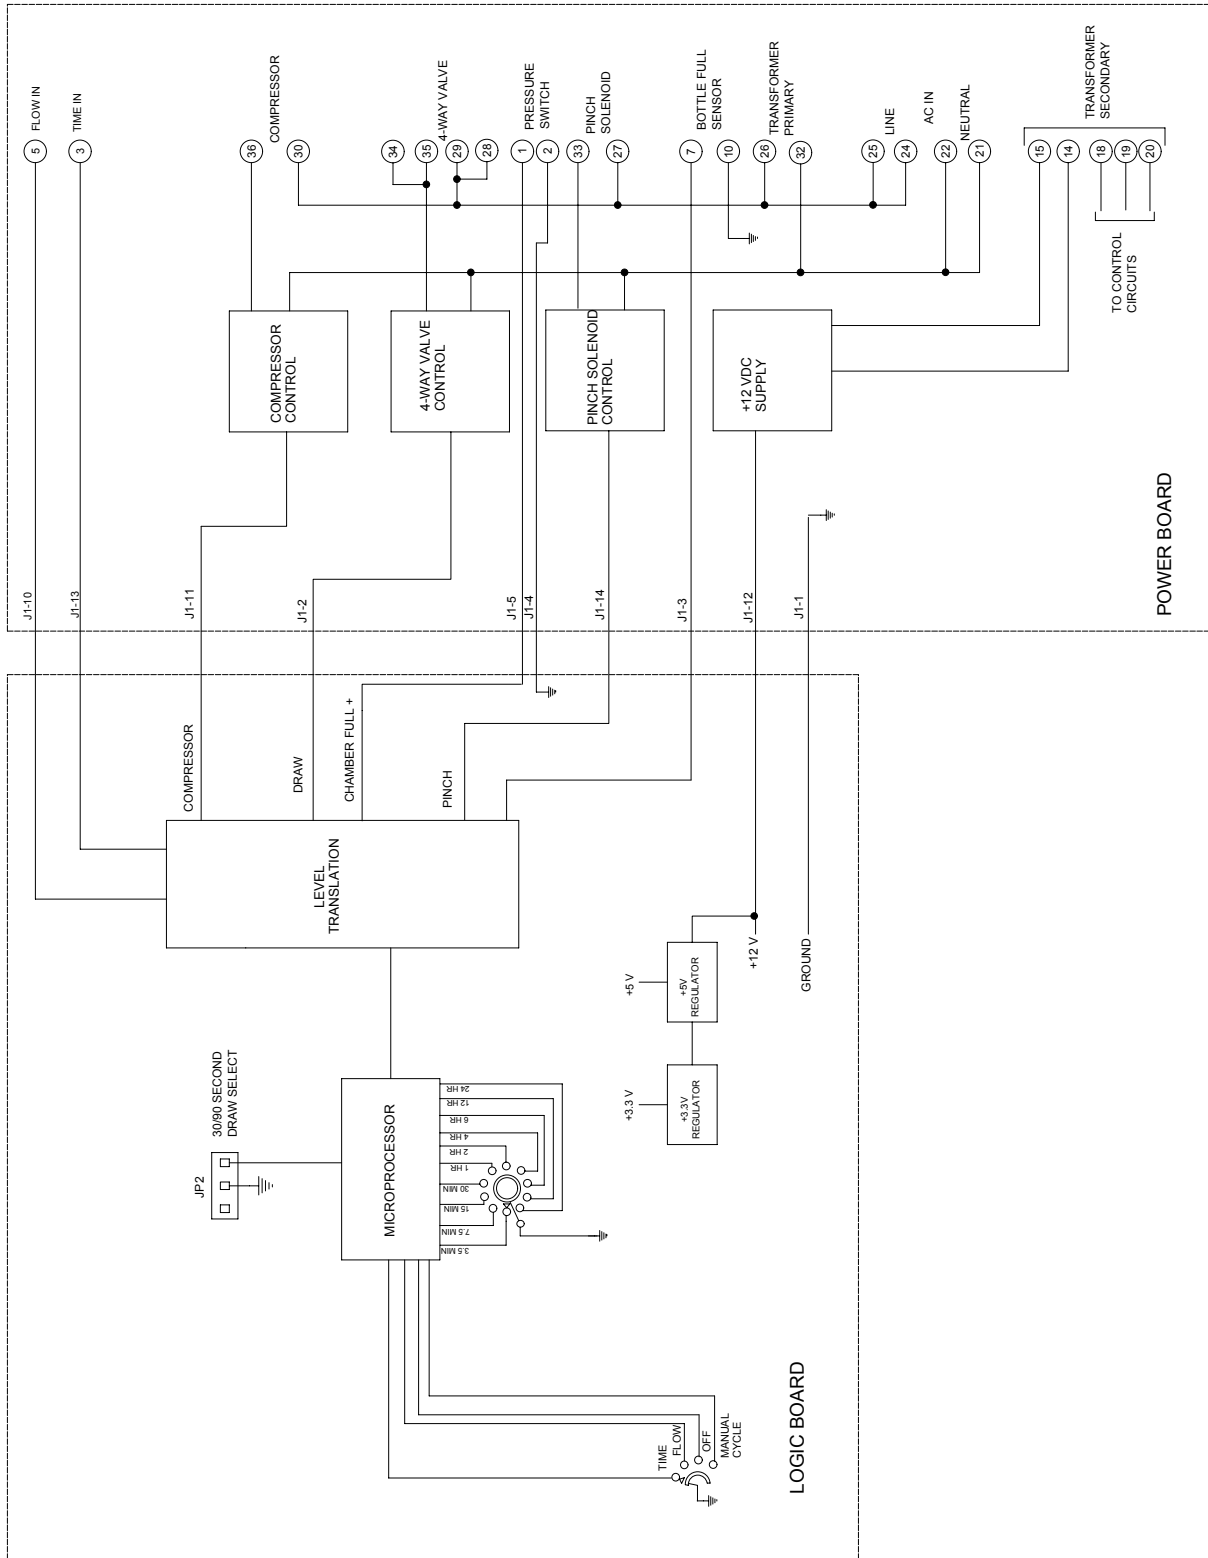 5
FLOW IN
3
TIME IN
36
30
COMPRESSOR
34
35
29
28
4-WAY VALVE
1
2
PRESSURE
SWITCH
33
27
PINCH
SOLENOID
7
10
BOTTLE FULL
SENSOR
26
32
TRANSFORMER
PRIMARY
25
24
LINE
AC IN
22
21
NEUTRAL
15
14
18
19
20
TRANSFORMER
SECONDARY
TO CONTROL
CIRCUITS
COMPRESSOR
CONTROL
4-WAY VALVE
CONTROL
PINCH SOLENOID
CONTROL
+12 VDC
SUPPLY
J1-10
J1-13
J1-11
J1-2
J1-5
J1-4
J1-14
J1-3
J1-12
J1-1
POWER BOARD
COMPRESSOR
DRAW
CHAMBER FULL +
PINCH
LEVEL
TRANSLATION
+12 V
GROUND
+5 V
+5V
REGULATOR
+3.3 V
+3.3V
REGULATOR
JP2
30/90 SECOND
DRAW SELECT
MICROPROCESSOR
3.5 MIN
7.5 MIN
15 MIN
30 MIN
1 HR
2 HR
4 HR
6 HR
12 HR
24 HR
TIME
FLOW
OFF
MANUAL
CYCLE
LOGIC BOARD